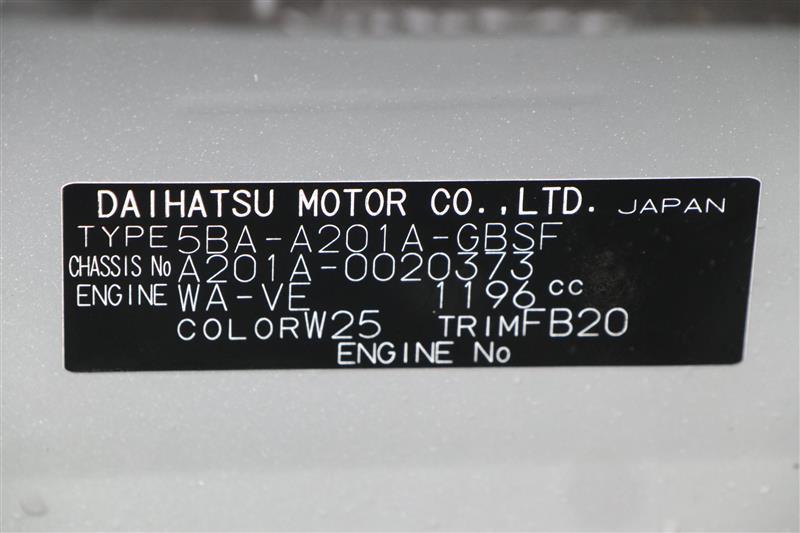 DAIHATSU MOTOR CO.,LTD. JAPAN
TYPE 5BA-A201A-GBSF
CHASSIS No A201A-0020373
ENGINE WA-VE 1196 cc
COLOR W25 TRIM FB20
ENGINE No